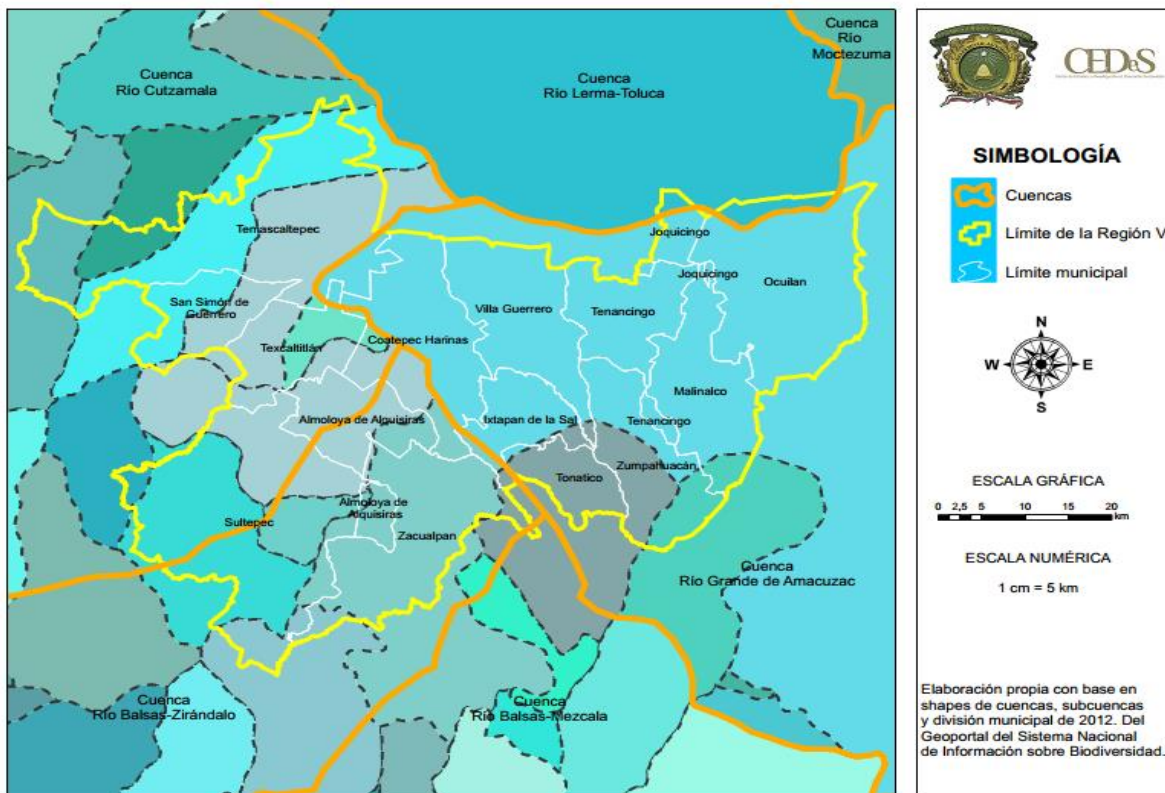 Cuenca
Río Cutzamala
Cuenca
Río Lerma-Toluca
Cuenca
Río
Moctezuma
Temascaltepec
Joquicingo
Joquicingo
Ocuilan
San Simón de
Guerrero
Villa Guerrero
Tenancingo
Texcaltitlán
Coatepec Harinas
Malinalco
Almoloya de Alquisiras
Ixtapan de la Sal
Tenancingo
Tonatico
Zumpahuacán
Almoloya de
Alquisiras
Sultepec
Zacualpan
Cuenca
Río Grande de Amacuzac
Cuenca
Río Balsas-Zirándalo
Cuenca
Río Balsas-Mezcala
CEDeS
SIMBOLOGÍA
Cuencas
Límite de la Región V
Límite municipal
N
W
E
S
ESCALA GRÁFICA
0 2,5 5 10 15 20
km
ESCALA NUMÉRICA
1 cm = 5 km
Elaboración propia con base en
shapes de cuencas, subcuencas
y división municipal de 2012. Del
Geoportal del Sistema Nacional
de Información sobre Biodiversidad.